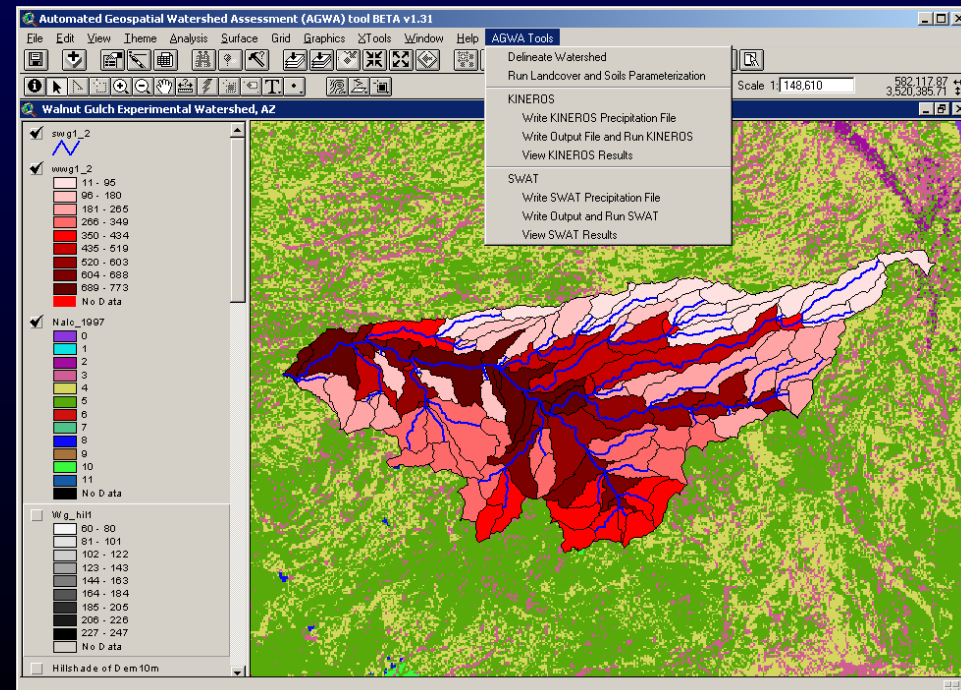 Automated Geospatial Watershed Assessment (AGWA) tool BETA v1.31
File Edit View Theme Analysis Surface Grid Graphics XTools Window Help AGWA Tools
Delineate Watershed
Run Landcover and Soils Parameterization
KINEROS
Write KINEROS Precipitation File
Write Output File and Run KINEROS
View KINEROS Results
SWAT
Write SWAT Precipitation File
Write Output and Run SWAT
View SWAT Results
Scale 1: 148,610
582,117.87
3,520,385.71
Walnut Gulch Experimental Watershed, AZ
swg1_2
wwg1_2
11 - 95
96 - 180
181 - 265
266 - 349
350 - 434
435 - 519
520 - 603
604 - 688
689 - 773
No Data
Nalc_1997
0
1
2
3
4
5
6
7
8
9
10
11
No Data
Wg_hill1
60 - 80
81 - 101
102 - 122
123 - 143
144 - 163
164 - 184
185 - 205
206 - 226
227 - 247
No Data
Hillshade of Dem10m